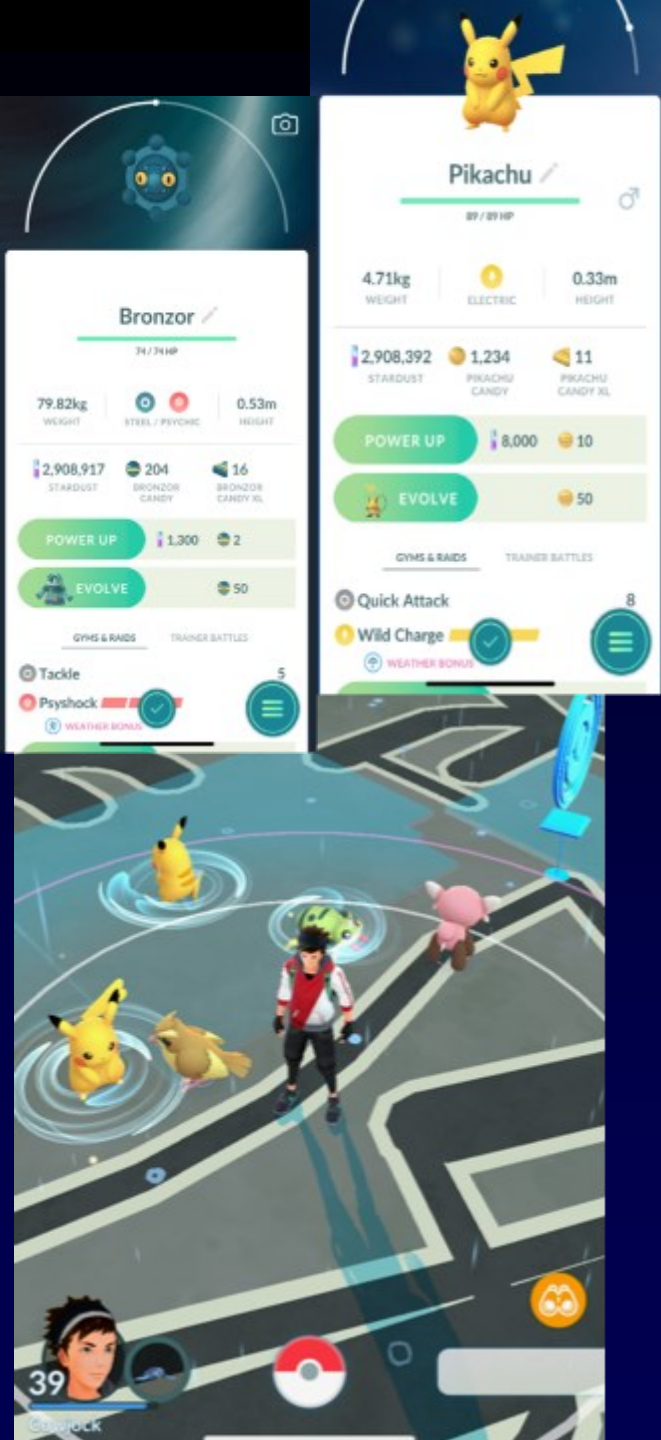 Bronzor
74 / 74 HP
79.82kg
WEIGHT
STEEL / PSYCHIC
0.53m
HEIGHT
2,908,917
STARDUST
204
BRONZOR
CANDY
16
BRONZOR
CANDY XL
POWER UP 1,300 2
EVOLVE 50
GYMS & RAIDS TRAINER BATTLES
Tackle 5
Psyshock
WEATHER BONUS
Pikachu
89 / 89 HP
4.71kg
WEIGHT
ELECTRIC
0.33m
HEIGHT
2,908,392
STARDUST
1,234
PIKACHU
CANDY
11
PIKACHU
CANDY XL
POWER UP 8,000 10
EVOLVE 50
GYMS & RAIDS TRAINER BATTLES
Quick Attack 8
Wild Charge
WEATHER BONUS
39